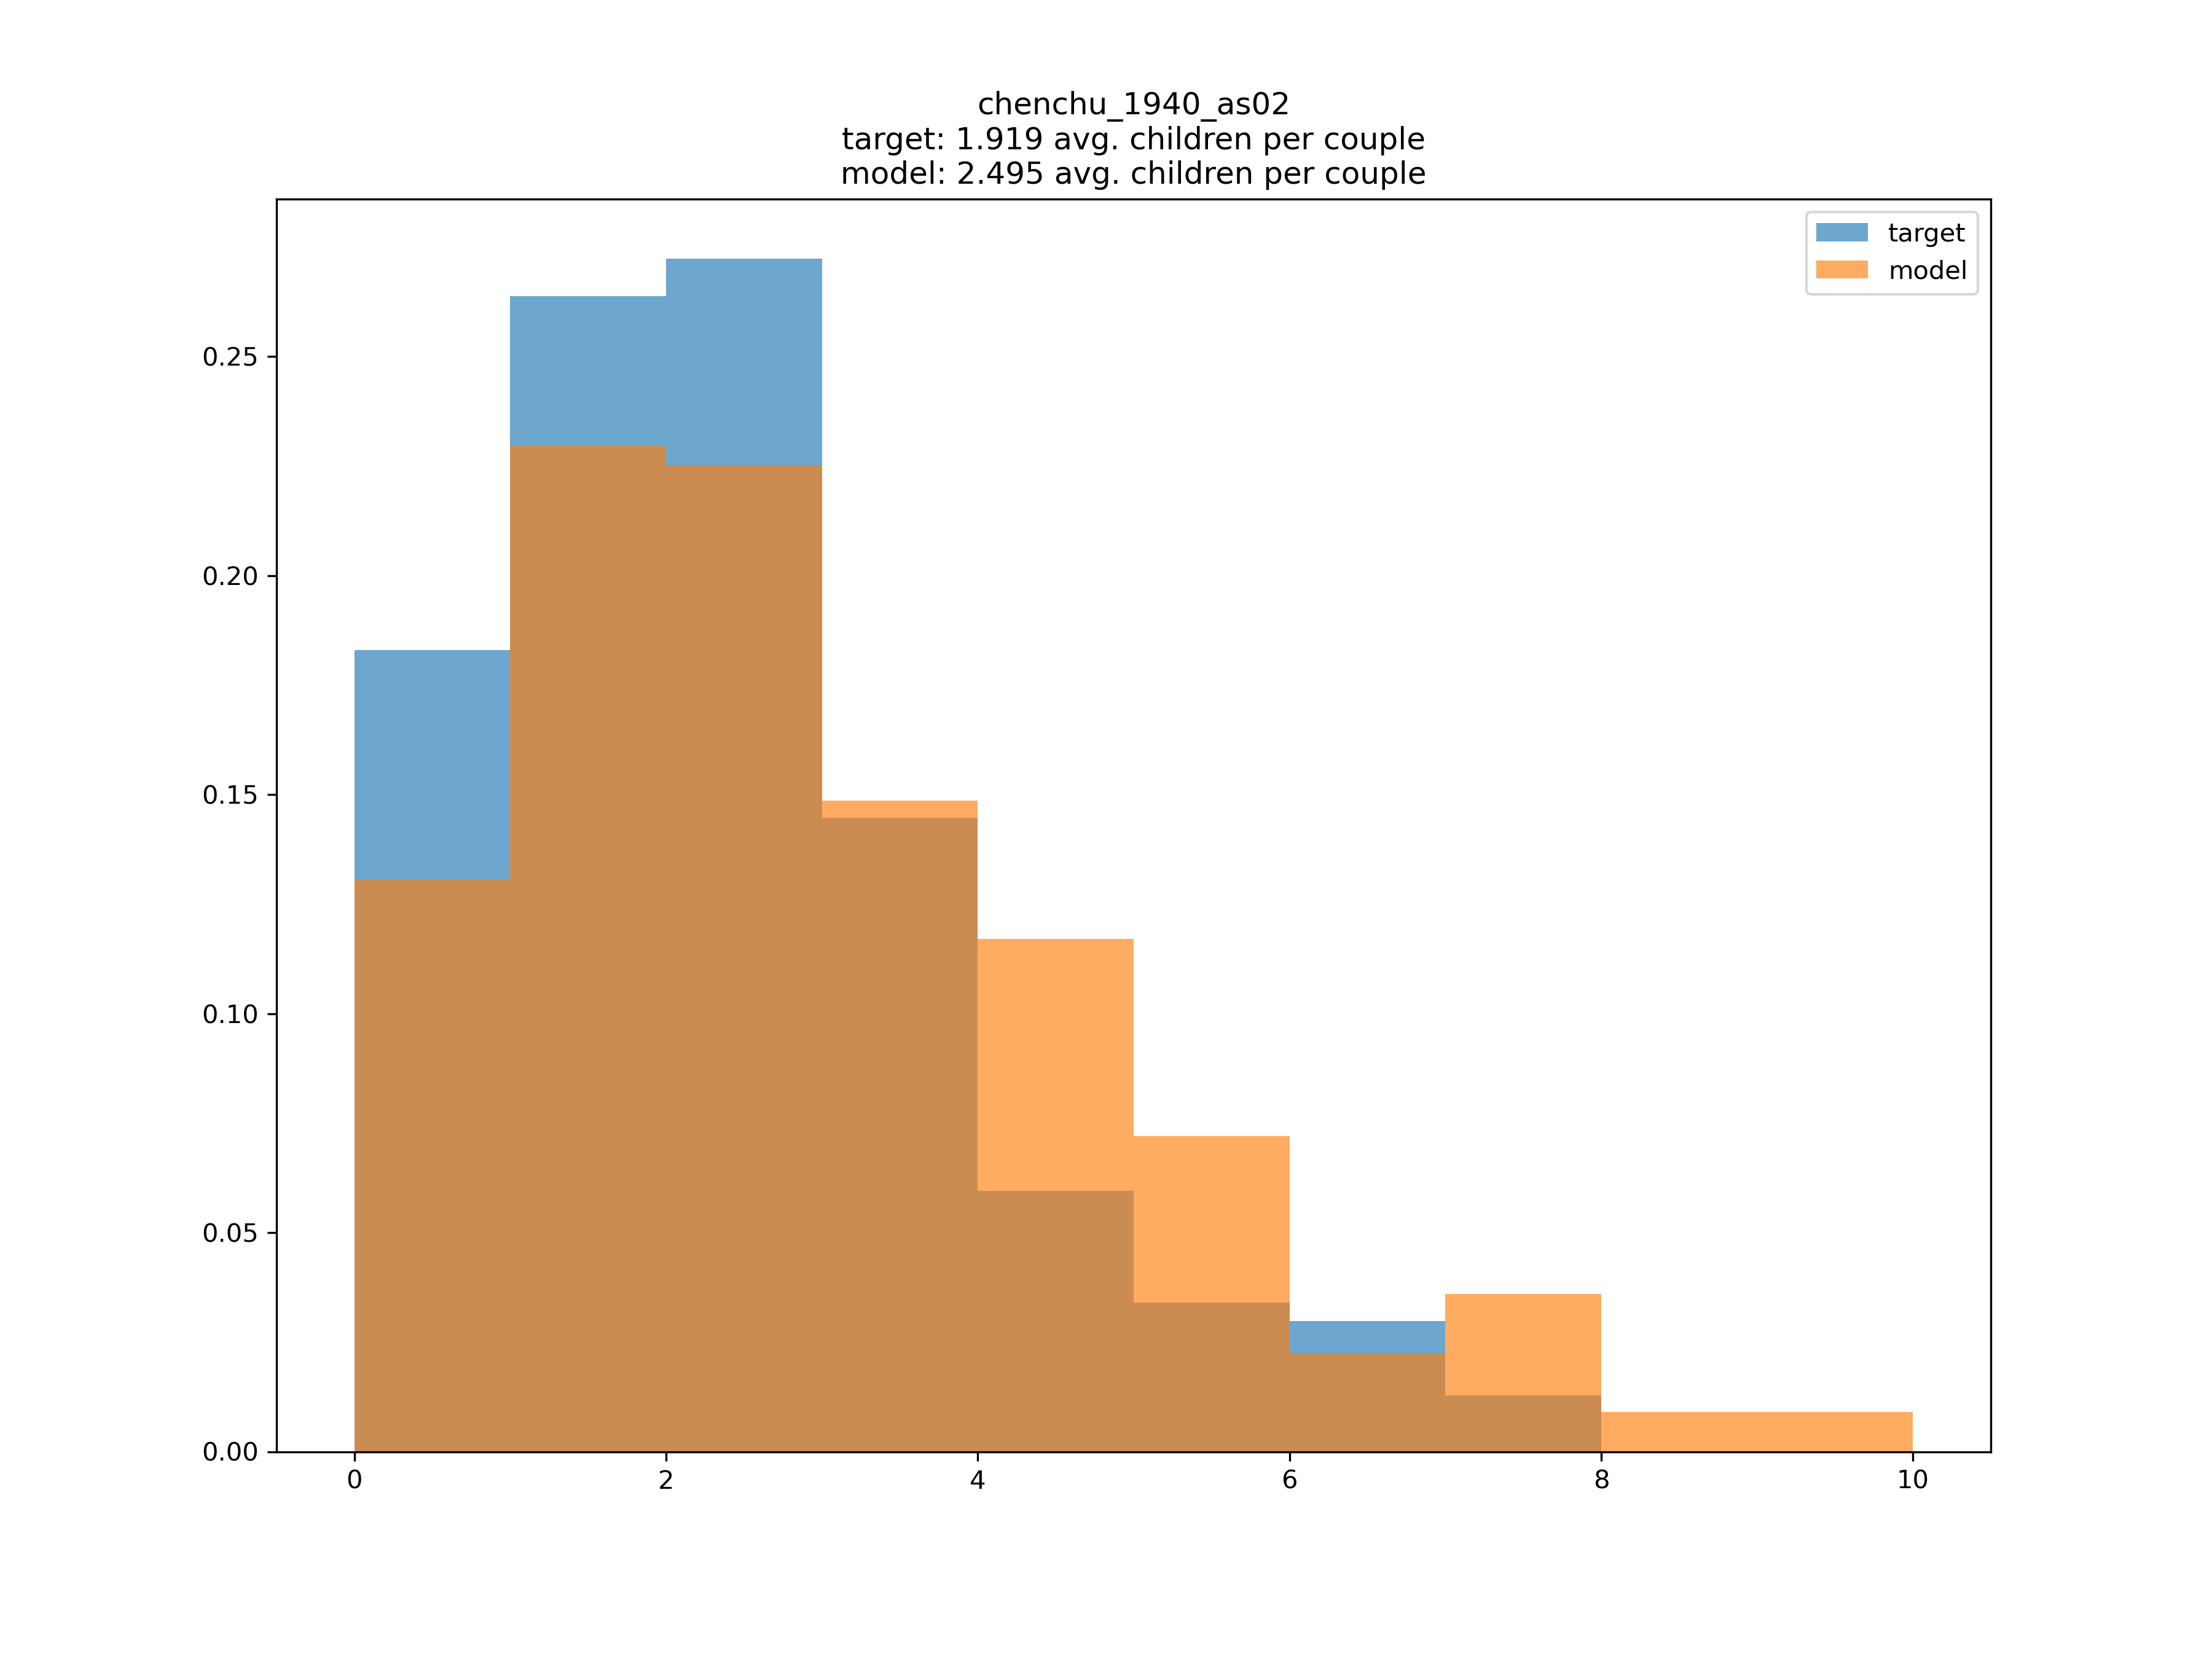 chenchu_1940_as02
target: 1.919 avg. children per couple
model: 2.495 avg. children per couple
target
model
0.25
0.20
0.15
0.10
0.05
0.00
0 2 4 6 8 10